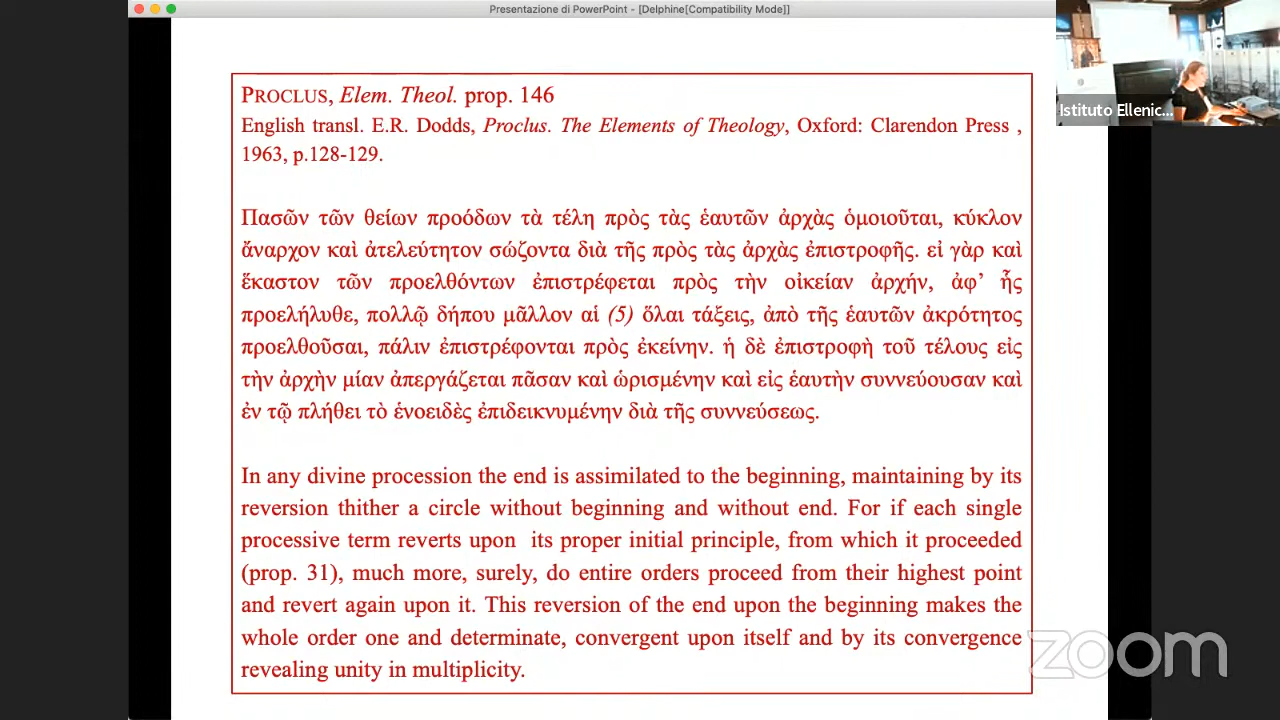 Presentazione di PowerPoint - [Delphine[Compatibility Mode]]
Istituto Ellenic...
PROCLUS, Elem. Theol. prop. 146
English transl. E.R. Dodds, Proclus. The Elements of Theology, Oxford: Clarendon Press ,
1963, p.128-129.
Πασῶν τῶν θείων προόδων τὰ τέλη πρὸς τὰς ἑαυτῶν ἀρχὰς ὁμοιοῦται, κύκλον
ἄναρχον καὶ ἀτελεύτητον σώζοντα διὰ τῆς πρὸς τὰς ἀρχὰς ἐπιστροφῆς. εἰ γὰρ καὶ
ἕκαστον τῶν προελθόντων ἐπιστρέφεται πρὸς τὴν οἰκείαν ἀρχήν, ἀφ’ ἧς
προελήλυθε, πολλῷ δήπου μᾶλλον αἱ (5) ὅλαι τάξεις, ἀπὸ τῆς ἑαυτῶν ἀκρότητος
προελθοῦσαι, πάλιν ἐπιστρέφονται πρὸς ἐκείνην. ἡ δὲ ἐπιστροφὴ τοῦ τέλους εἰς
τὴν ἀρχὴν μίαν ἀπεργάζεται πᾶσαν καὶ ὡρισμένην καὶ εἰς ἑαυτὴν συννεύουσαν καὶ
ἐν τῷ πλήθει τὸ ἑνοειδὲς ἐπιδεικνυμένην διὰ τῆς συννεύσεως.
In any divine procession the end is assimilated to the beginning, maintaining by its
reversion thither a circle without beginning and without end. For if each single
processive term reverts upon its proper initial principle, from which it proceeded
(prop. 31), much more, surely, do entire orders proceed from their highest point
and revert again upon it. This reversion of the end upon the beginning makes the
whole order one and determinate, convergent upon itself and by its convergence
revealing unity in multiplicity.
zoom